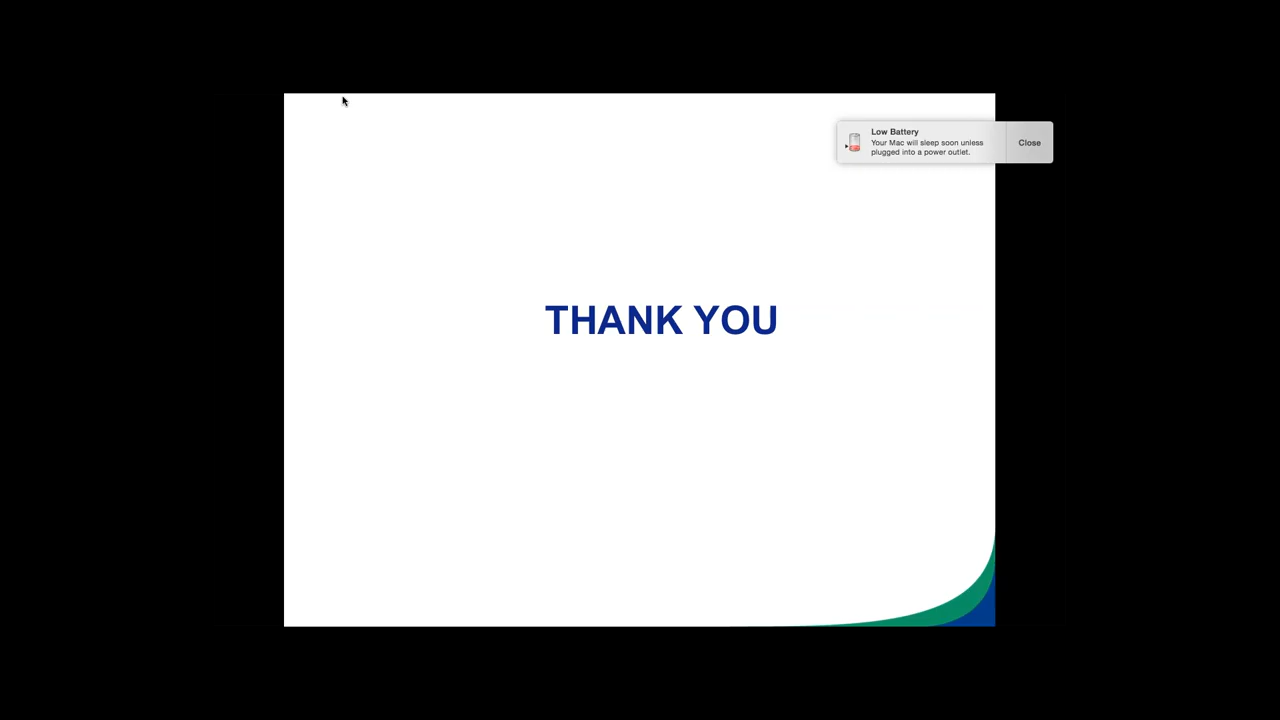 Low Battery
Your Mac will sleep soon unless
plugged into a power outlet.
Close
THANK YOU